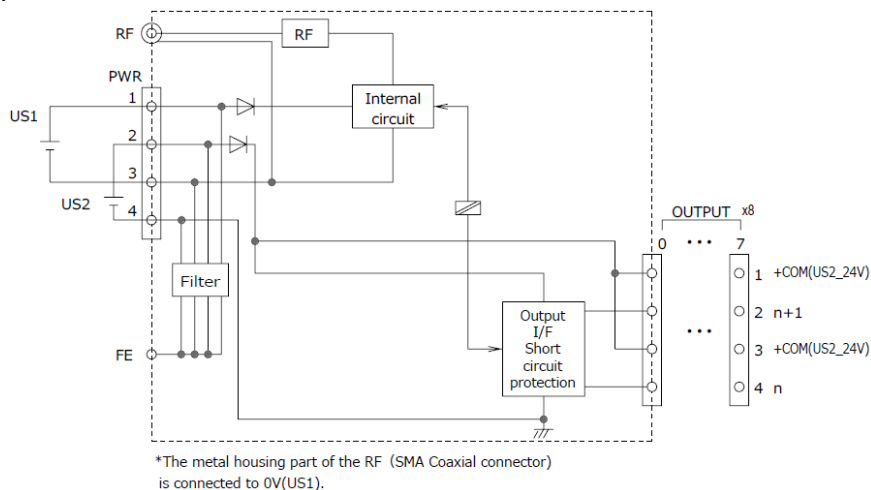 RF
RF
PWR
1
Internal
circuit
US1
2
3
US2
4
OUTPUT x8
0 ••• 7
Filter
1 +COM(US2_24V)
Output
I/F
Short
circuit
protection
2 n+1
•••
3 +COM(US2_24V)
FE
4 n
*The metal housing part of the RF (SMA Coaxial connector)
is connected to 0V(US1).